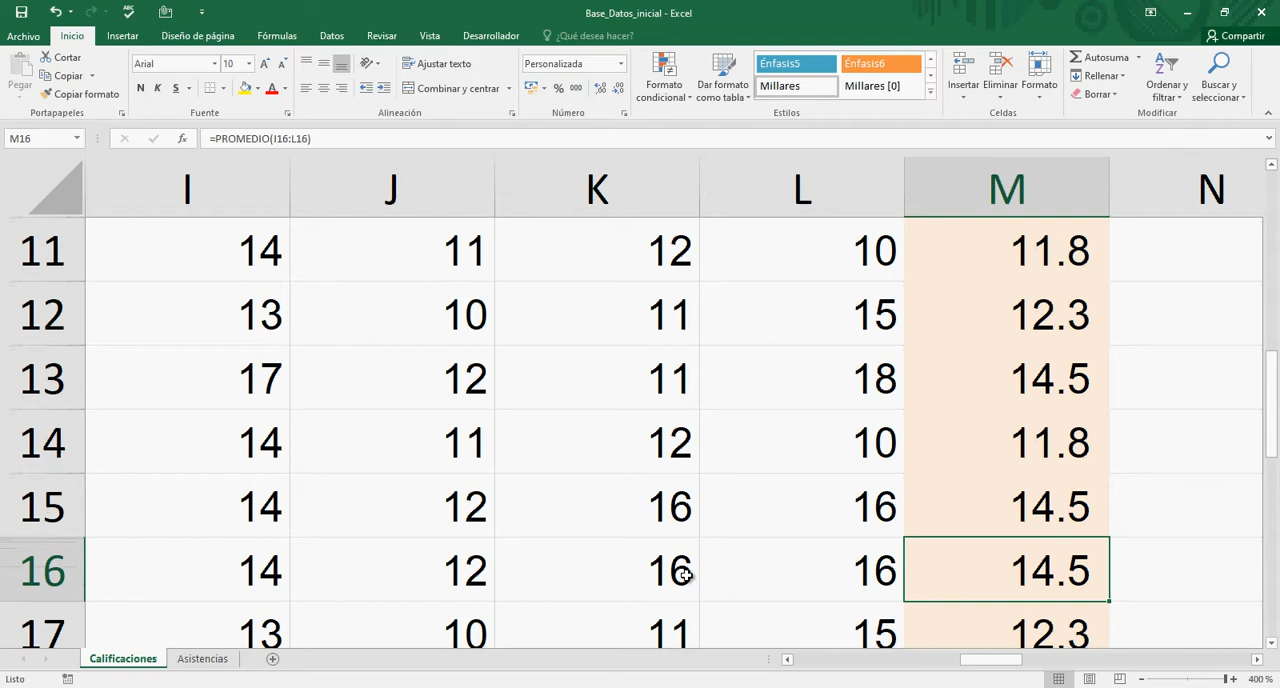 ABC
Base_Datos_inicial - Excel
Archivo Inicio Insertar Diseño de página Fórmulas Datos Revisar Vista Desarrollador ¿Qué desea hacer? Compartir
Pegar
Cortar
Copiar
Copiar formato
Portapapeles
Arial 10 A A
N K S A
Fuente
Ajustar texto
Combinar y centrar
Alineación
Personalizada
% 000
Número
Formato condicional
Dar formato como tabla
Énfasis5 Énfasis6
Millares Millares [0]
Estilos
Insertar Eliminar Formato
Celdas
Autosuma
Rellenar
Borrar
Ordenar y filtrar
Buscar y seleccionar
Modificar
M16 fx =PROMEDIO(I16:L16)
I J K L M N
11 14 11 12 10 11.8
12 13 10 11 15 12.3
13 17 12 11 18 14.5
14 14 11 12 10 11.8
15 14 12 16 16 14.5
16 14 12 16 16 14.5
17 13 10 11 15 12.3
Calificaciones Asistencias
Listo 400 %